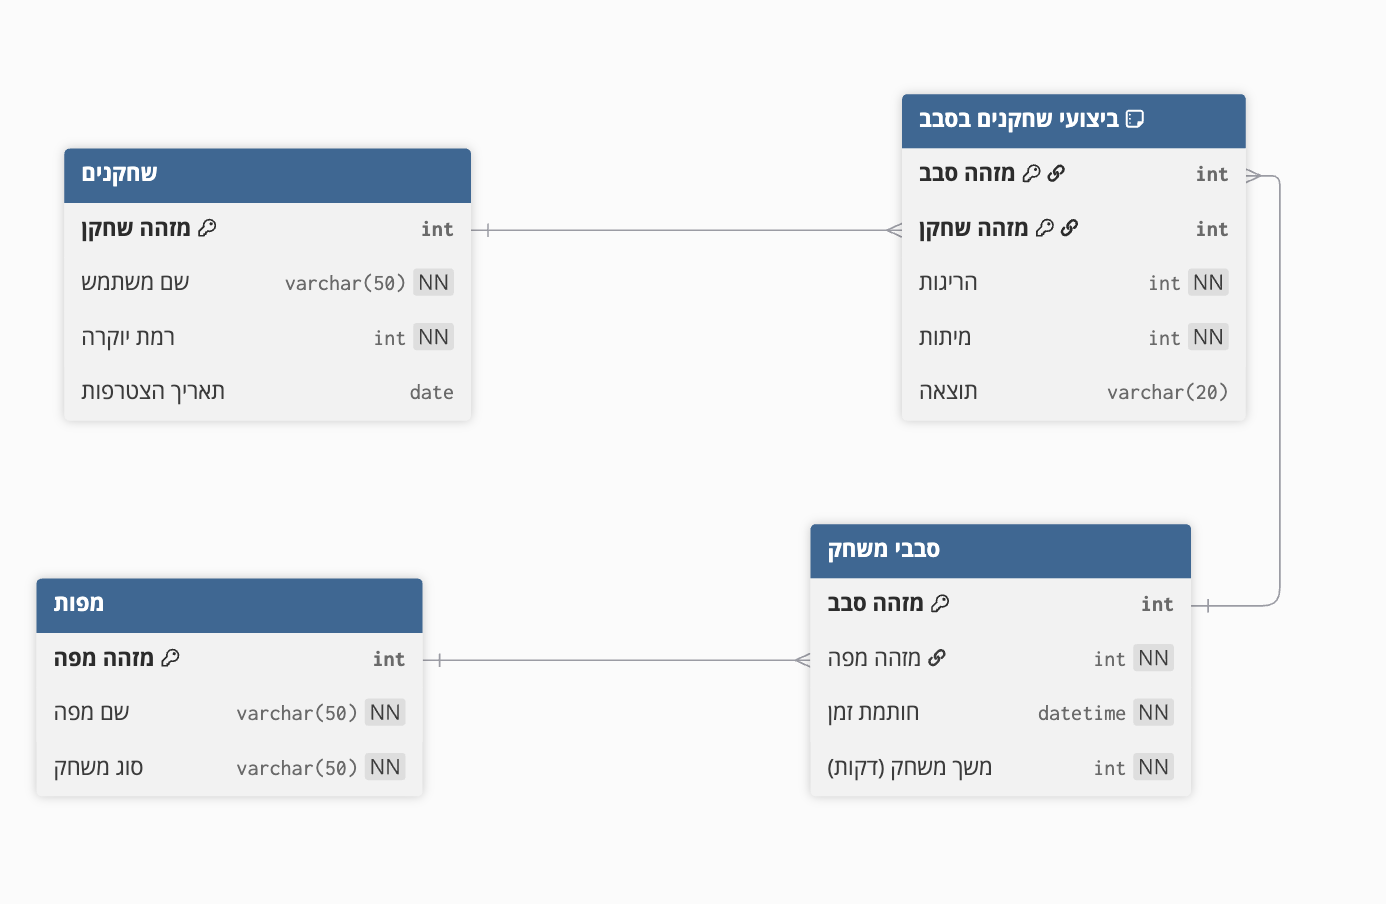 שחקנים
מזהה שחקן int
שם משתמש varchar(50) NN
רמת יוקרה int NN
תאריך הצטרפות date
ביצועי שחקנים בסבב
מזהה סבב int
מזהה שחקן int
הריגות int NN
מיתות int NN
תוצאה varchar(20)
מפות
מזהה מפה int
שם מפה varchar(50) NN
סוג משחק varchar(50) NN
סבבי משחק
מזהה סבב int
מזהה מפה int NN
חותמת זמן datetime NN
משך משחק (דקות) int NN